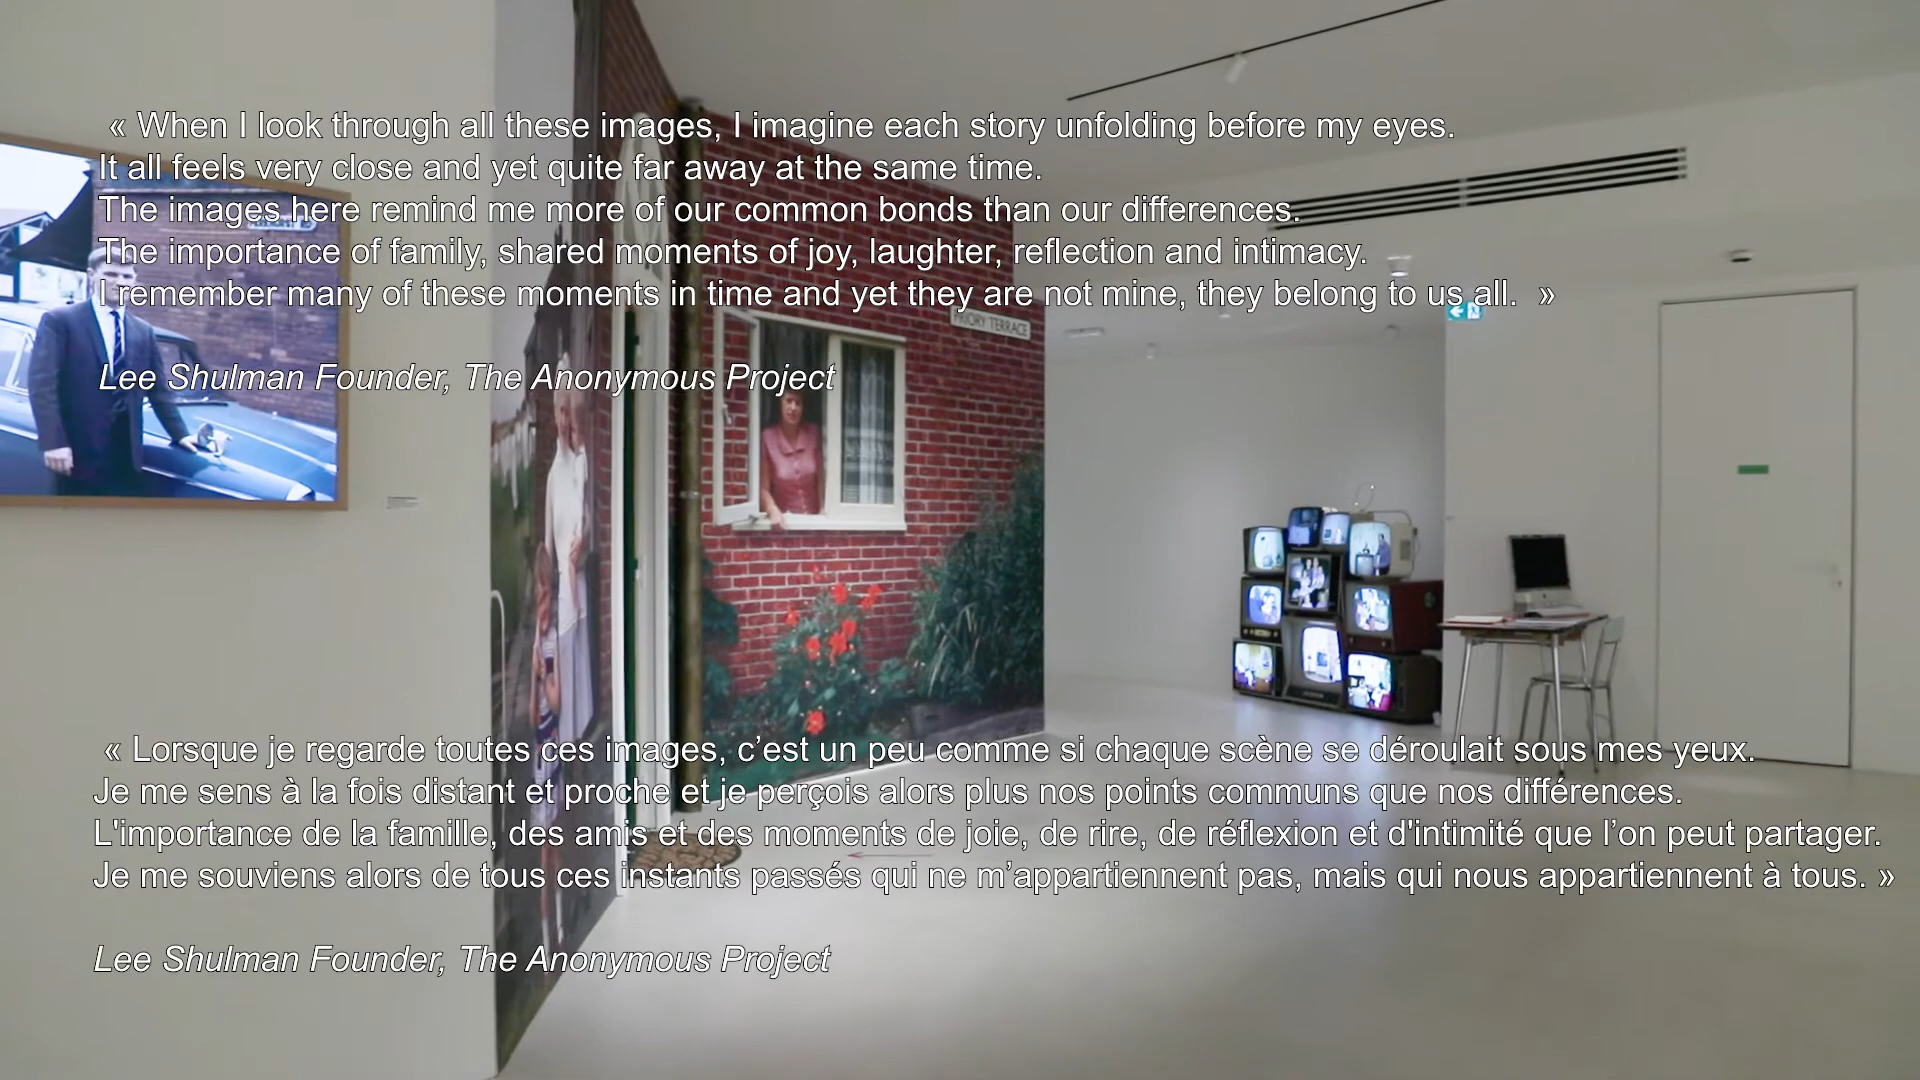 « When I look through all these images, I imagine each story unfolding before my eyes.
It all feels very close and yet quite far away at the same time.
The images here remind me more of our common bonds than our differences.
The importance of family, shared moments of joy, laughter, reflection and intimacy.
I remember many of these moments in time and yet they are not mine, they belong to us all. »
PRIORY TERRACE
Lee Shulman Founder, The Anonymous Project
« Lorsque je regarde toutes ces images, c’est un peu comme si chaque scène se déroulait sous mes yeux.
Je me sens à la fois distant et proche et je perçois alors plus nos points communs que nos différences.
L'importance de la famille, des amis et des moments de joie, de rire, de réflexion et d'intimité que l’on peut partager.
Je me souviens alors de tous ces instants passés qui ne m’appartiennent pas, mais qui nous appartiennent à tous. »
Lee Shulman Founder, The Anonymous Project